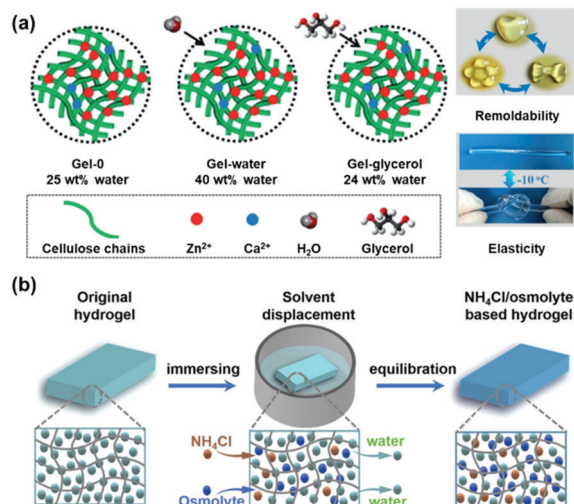 (a)
Gel-0
25 wt% water
Gel-water
40 wt% water
Gel-glycerol
24 wt% water
Remoldability
-10 °C
Elasticity
Cellulose chains
Zn²⁺
Ca²⁺
H₂O
Glycerol
(b)
Original
hydrogel
Solvent
displacement
NH₄Cl/osmolyte
based hydrogel
immersing
equilibration
NH₄Cl
water
Osmolyte
water